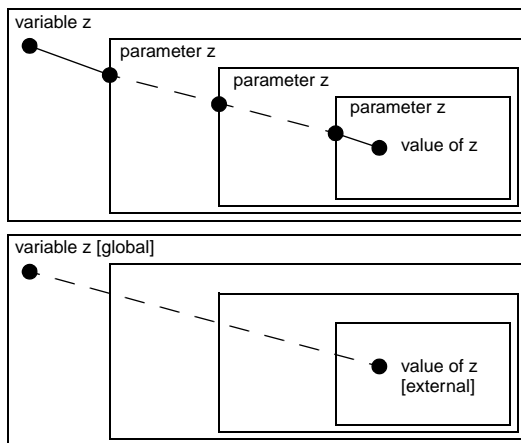 variable z
parameter z
parameter z
parameter z
value of z
variable z [global]
value of z
[external]